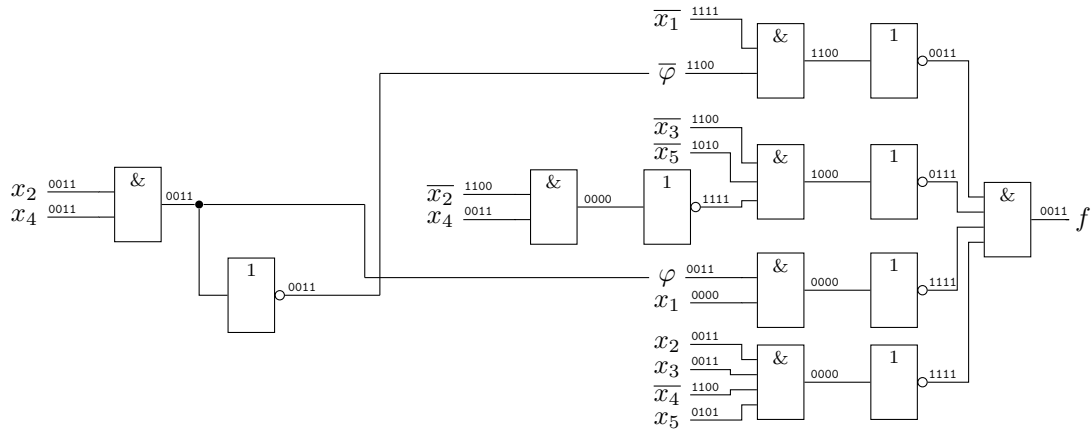 x̄₁ 1111
& 1100 1 0011
φ̄ 1100
x̄₃ 1100
x̄₅ 1010
& 1000 1 0111
x₂ 0011
x₄ 0011
& 0011
x̄₂ 1100
x₄ 0011
& 0000 1 1111
& 0011 f
1 0011
φ 0011
x₁ 0000
& 0000 1 1111
x₂ 0011
x₃ 0011
x̄₄ 1100
x₅ 0101
& 0000 1 1111